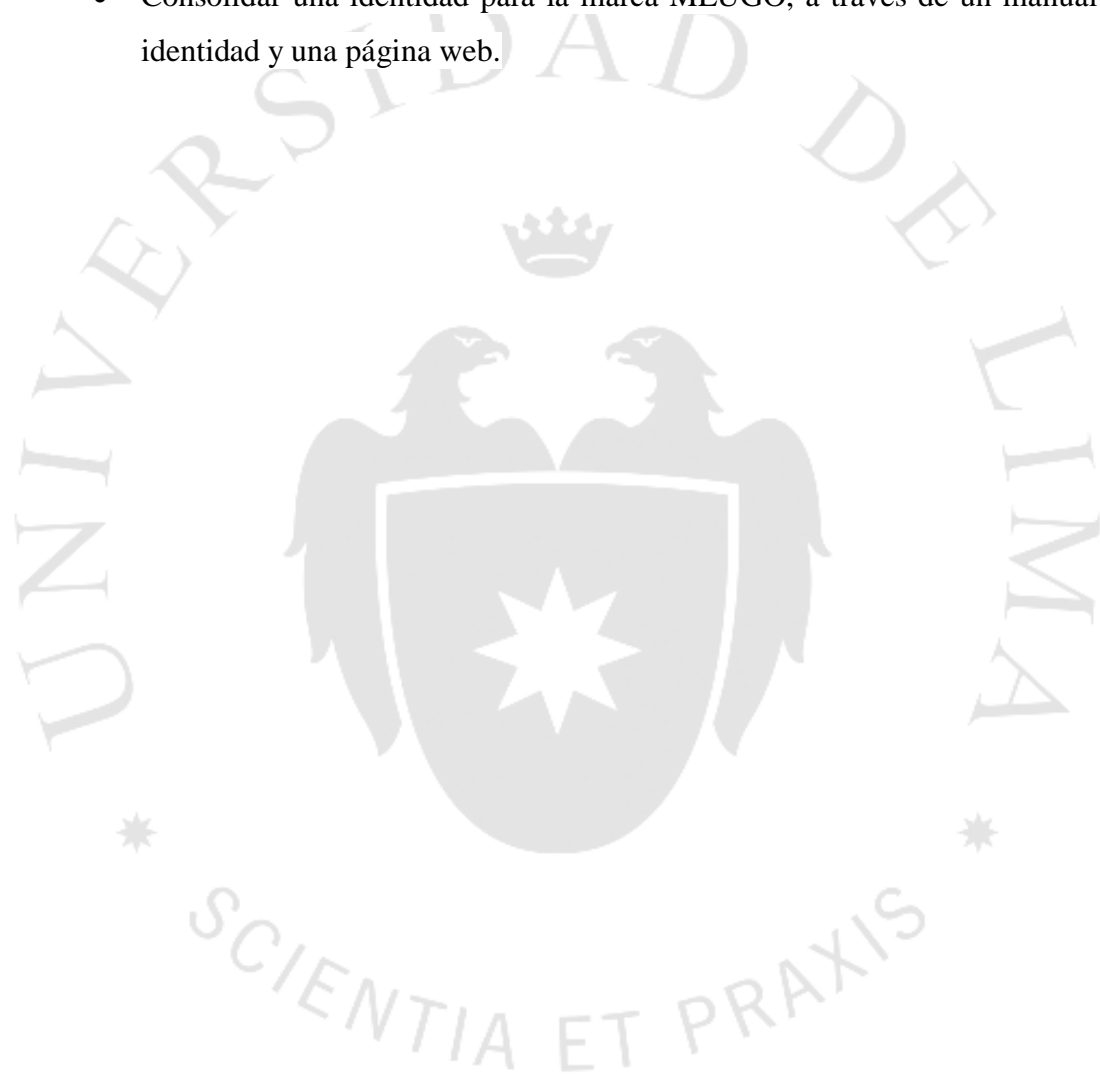 • Consolidar una identidad para la marca MEUGO, a través de un manual
identidad y una página web.
UNIVERSIDAD DE LIMA
SCIENTIA ET PRAXIS